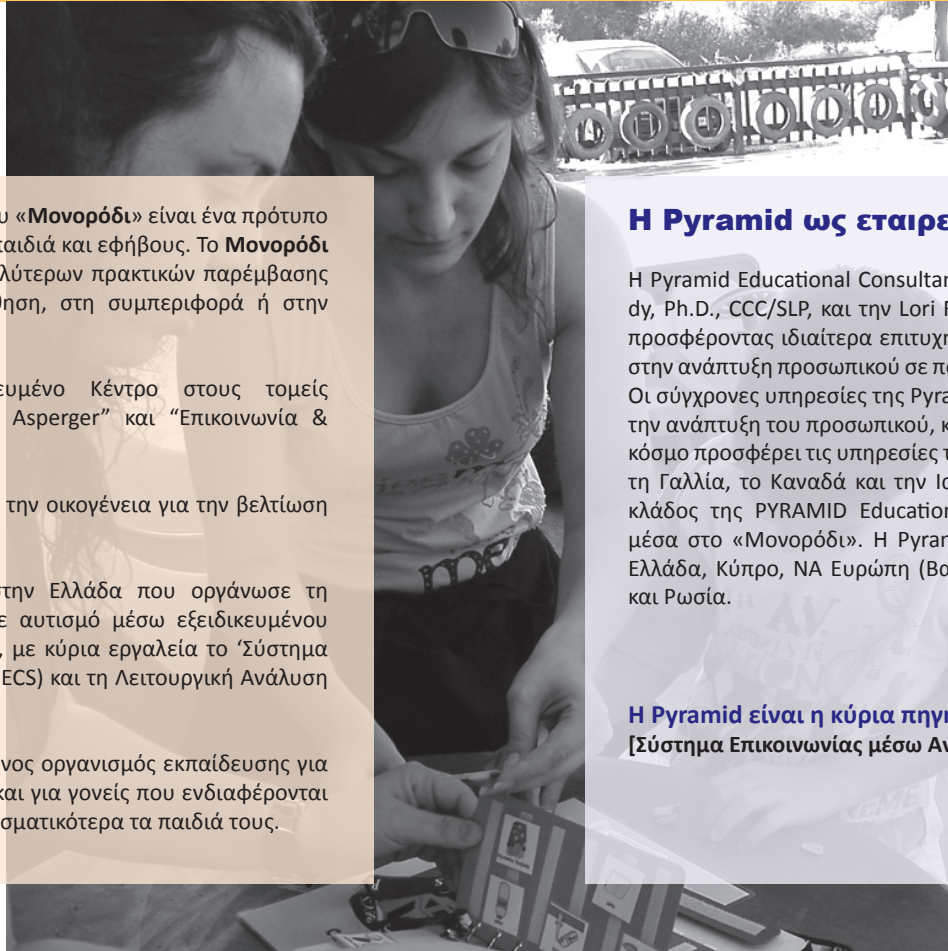 υ «Μονορόδι» είναι ένα πρότυπο
παιδιά και εφήβους. Το Μονορόδι
λύτερων πρακτικών παρέμβασης
θηση, στη συμπεριφορά ή στην
ευμένο Κέντρο στους τομείς
Asperger” και “Επικοινωνία &
την οικογένεια για την βελτίωση
στην Ελλάδα που οργάνωσε τη
ε αυτισμό μέσω εξειδικευμένου
, με κύρια εργαλεία το ‘Σύστημα
ECS) και τη Λειτουργική Ανάλυση
νος οργανισμός εκπαίδευσης για
και για γονείς που ενδιαφέρονται
σματικότερα τα παιδιά τους.
Η Pyramid ως εταιρε
Η Pyramid Educational Consultan
dy, Ph.D., CCC/SLP, και την Lori F
προσφέροντας ιδιαίτερα επιτυχη
στην ανάπτυξη προσωπικού σε πο
Οι σύγχρονες υπηρεσίες της Pyra
την ανάπτυξη του προσωπικού, κ
κόσμο προσφέρει τις υπηρεσίες τ
τη Γαλλία, το Καναδά και την Ισ
κλάδος της PYRAMID Education
μέσα στο «Μονορόδι». Η Pyram
Ελλάδα, Κύπρο, ΝΑ Ευρώπη (Βα
και Ρωσία.
Η Pyramid είναι η κύρια πηγή
[Σύστημα Επικοινωνίας μέσω Αν